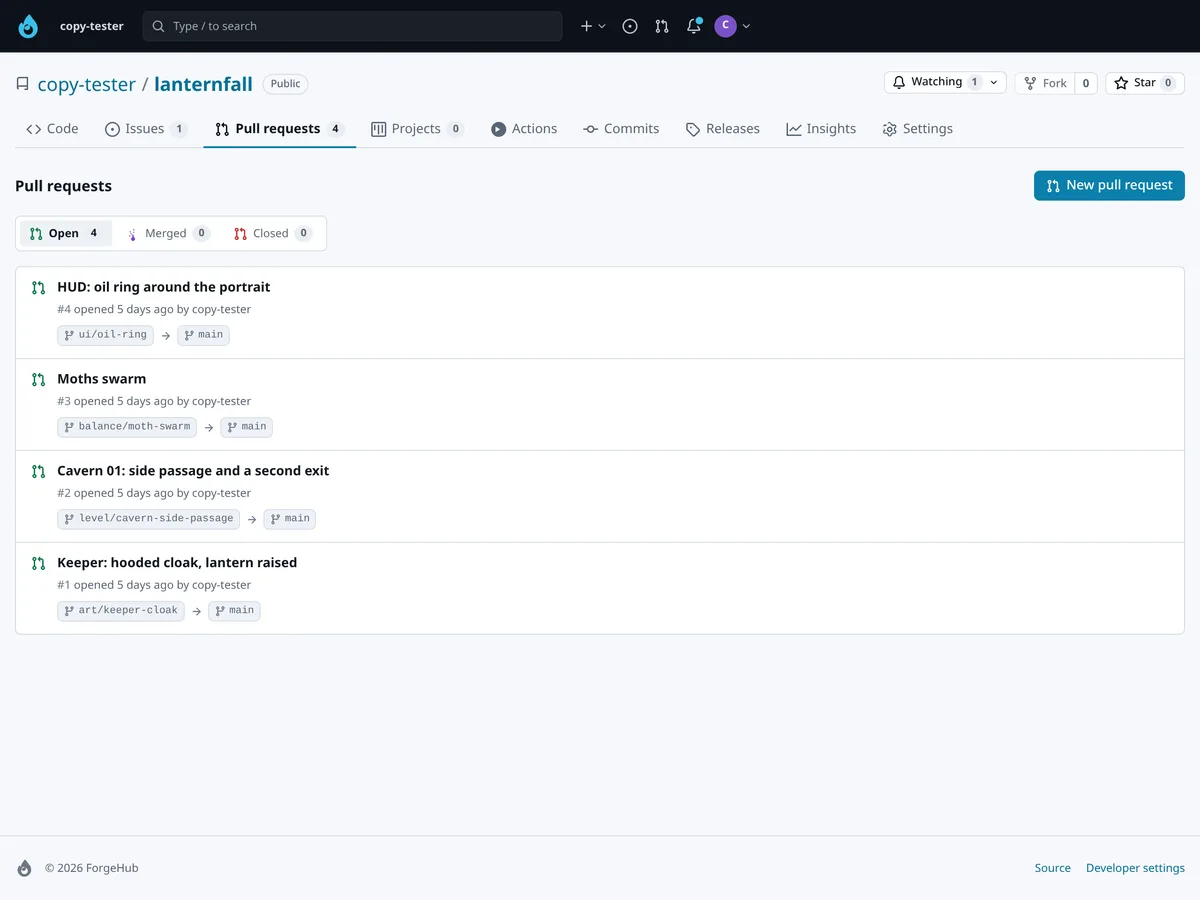 copy-tester Type / to search C
copy-tester / lanternfall Public Watching 1 Fork 0 Star 0
Code Issues 1 Pull requests 4 Projects 0 Actions Commits Releases Insights Settings
Pull requests New pull request
Open 4 Merged 0 Closed 0
HUD: oil ring around the portrait
#4 opened 5 days ago by copy-tester
ui/oil-ring → main
Moths swarm
#3 opened 5 days ago by copy-tester
balance/moth-swarm → main
Cavern 01: side passage and a second exit
#2 opened 5 days ago by copy-tester
level/cavern-side-passage → main
Keeper: hooded cloak, lantern raised
#1 opened 5 days ago by copy-tester
art/keeper-cloak → main
© 2026 ForgeHub Source Developer settings